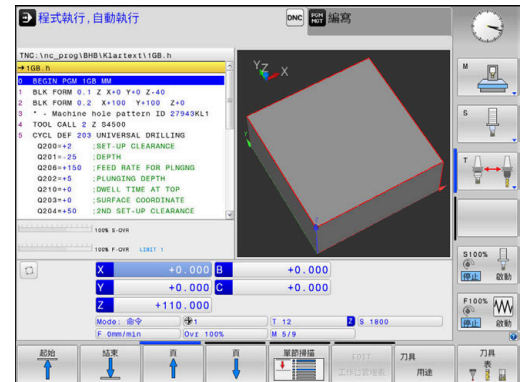 程式執行,自動執行
DNC
PGM MGT
編寫
TNC:\nc_prog\BHB\Klartext\1GB.h
→1GB.h
0 BEGIN PGM 1GB MM
1 BLK FORM 0.1 Z X+0 Y+0 Z-40
2 BLK FORM 0.2 X+100 Y+100 Z+0
3 * - Machine hole pattern ID 27943KL1
4 TOOL CALL 2 Z S4500
5 CYCL DEF 203 UNIVERSAL DRILLING
Q200=+2 ;SET-UP CLEARANCE
Q201=-25 ;DEPTH
Q206=+150 ;FEED RATE FOR PLNGNG
Q202=+5 ;PLUNGING DEPTH
Q210=+0 ;DWELL TIME AT TOP
Q203=+0 ;SURFACE COORDINATE
Q204=+50 ;2ND SET-UP CLEARANCE
Y Z X
Y
Z
100% S-OVR
100% F-OVR LIMIT 1
X +0.000 B +0.000
Y +0.000 C +0.000
Z +110.000
Mode: 命令 1 T 12 Z S 1800
F 0mm/min Ovr 100% M 5/9
M
S
T
S100%
停止 啟動
F100%
停止 啟動
起始
結束
頁
頁
單節掃描
EDIT
刀具
用途
刀具
表